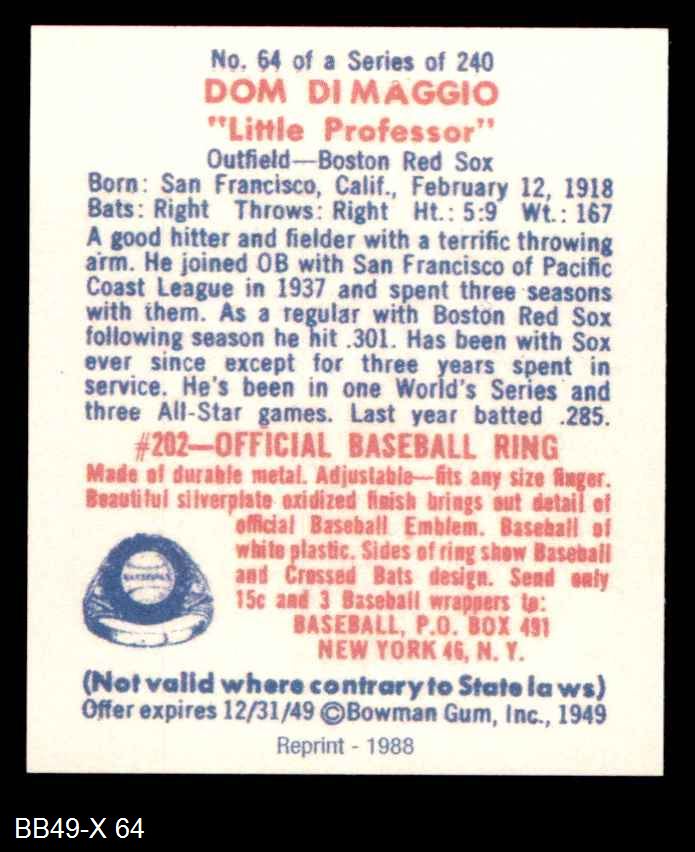 No. 64 of a Series of 240
DOM DI MAGGIO
"Little Professor"
Outfield—Boston Red Sox
Born: San Francisco, Calif., February 12, 1918
Bats: Right Throws: Right Ht.: 5:9 Wt.: 167
A good hitter and fielder with a terrific throwing
arm. He joined OB with San Francisco of Pacific
Coast League in 1937 and spent three seasons
with them. As a regular with Boston Red Sox
following season he hit .301. Has been with Sox
ever since except for three years spent in
service. He's been in one World's Series and
three All-Star games. Last year batted .285.
#202—OFFICIAL BASEBALL RING
Made of durable metal. Adjustable—fits any size finger.
Beautiful silverplate oxidized finish brings out detail of
official Baseball Emblem. Baseball of
white plastic. Sides of ring show Baseball
and Crossed Bats design. Send only
15c and 3 Baseball wrappers to:
BASEBALL, P.O. BOX 491
NEW YORK 46, N. Y.
(Not valid where contrary to State laws)
Offer expires 12/31/49 ©Bowman Gum, Inc., 1949
Reprint - 1988
BB49-X 64